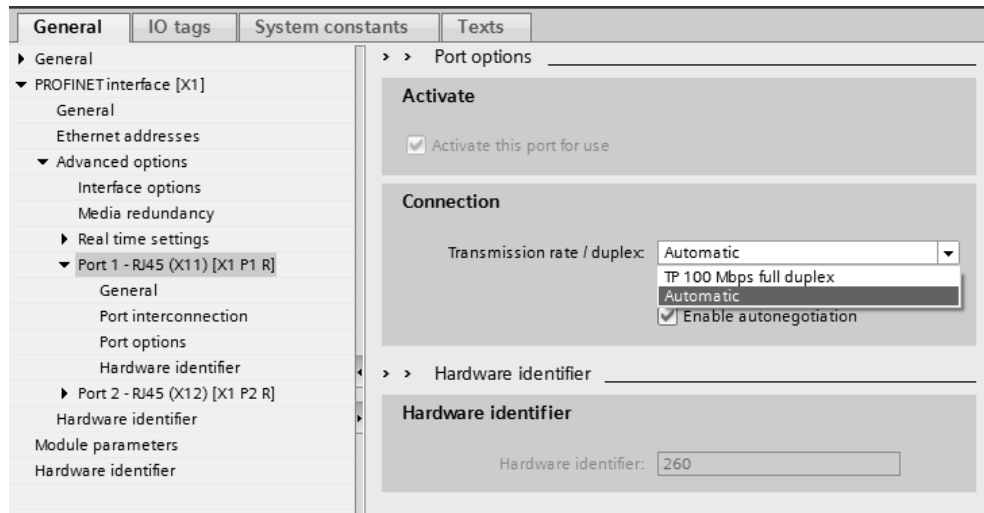 General IO tags System constants Texts
General
PROFINET interface [X1]
General
Ethernet addresses
Advanced options
Interface options
Media redundancy
Real time settings
Port 1 - RJ45 (X11) [X1 P1 R]
General
Port interconnection
Port options
Hardware identifier
Port 2 - RJ45 (X12) [X1 P2 R]
Hardware identifier
Module parameters
Hardware identifier
> > Port options
Activate
Activate this port for use
Connection
Transmission rate / duplex: Automatic
TP 100 Mbps full duplex
Automatic
Enable autonegotiation
> > Hardware identifier
Hardware identifier
Hardware identifier: 260